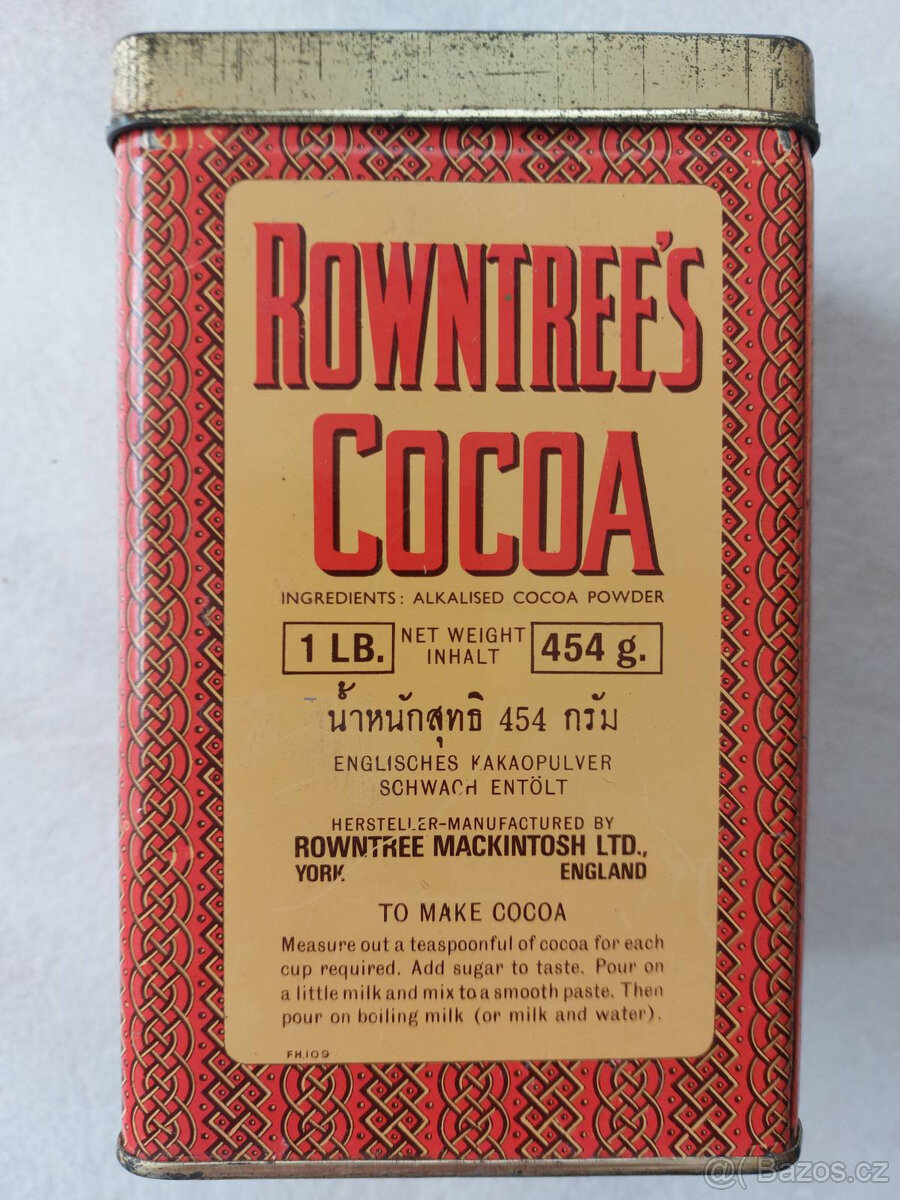 ROWNTREE'S
COCOA
INGREDIENTS: ALKALISED COCOA POWDER
1 LB. NET WEIGHT INHALT 454 g.
น้ำหนักสุทธิ 454 กรัม
ENGLISCHES KAKAOPULVER
SCHWACH ENTÖLT
HERSTELLER-MANUFACTURED BY
ROWNTREE MACKINTOSH LTD.,
YORK ENGLAND
TO MAKE COCOA
Measure out a teaspoonful of cocoa for each
cup required. Add sugar to taste. Pour on
a little milk and mix to a smooth paste. Then
pour on boiling milk (or milk and water).
FH.109
@( Bazos.cz